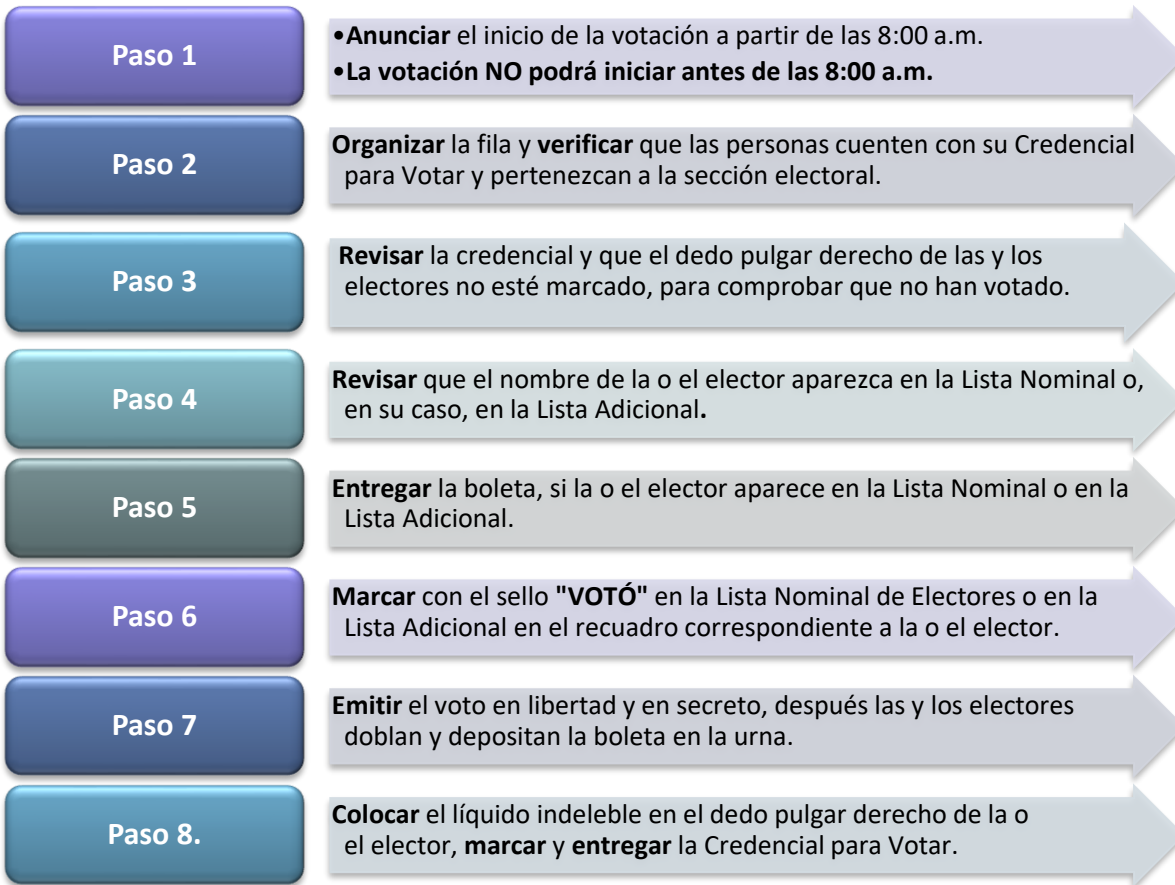 Paso 1
•Anunciar el inicio de la votación a partir de las 8:00 a.m.
•La votación NO podrá iniciar antes de las 8:00 a.m.
Paso 2
Organizar la fila y verificar que las personas cuenten con su Credencial
para Votar y pertenezcan a la sección electoral.
Paso 3
Revisar la credencial y que el dedo pulgar derecho de las y los
electores no esté marcado, para comprobar que no han votado.
Paso 4
Revisar que el nombre de la o el elector aparezca en la Lista Nominal o,
en su caso, en la Lista Adicional.
Paso 5
Entregar la boleta, si la o el elector aparece en la Lista Nominal o en la
Lista Adicional.
Paso 6
Marcar con el sello "VOTÓ" en la Lista Nominal de Electores o en la
Lista Adicional en el recuadro correspondiente a la o el elector.
Paso 7
Emitir el voto en libertad y en secreto, después las y los electores
doblan y depositan la boleta en la urna.
Paso 8.
Colocar el líquido indeleble en el dedo pulgar derecho de la o
el elector, marcar y entregar la Credencial para Votar.